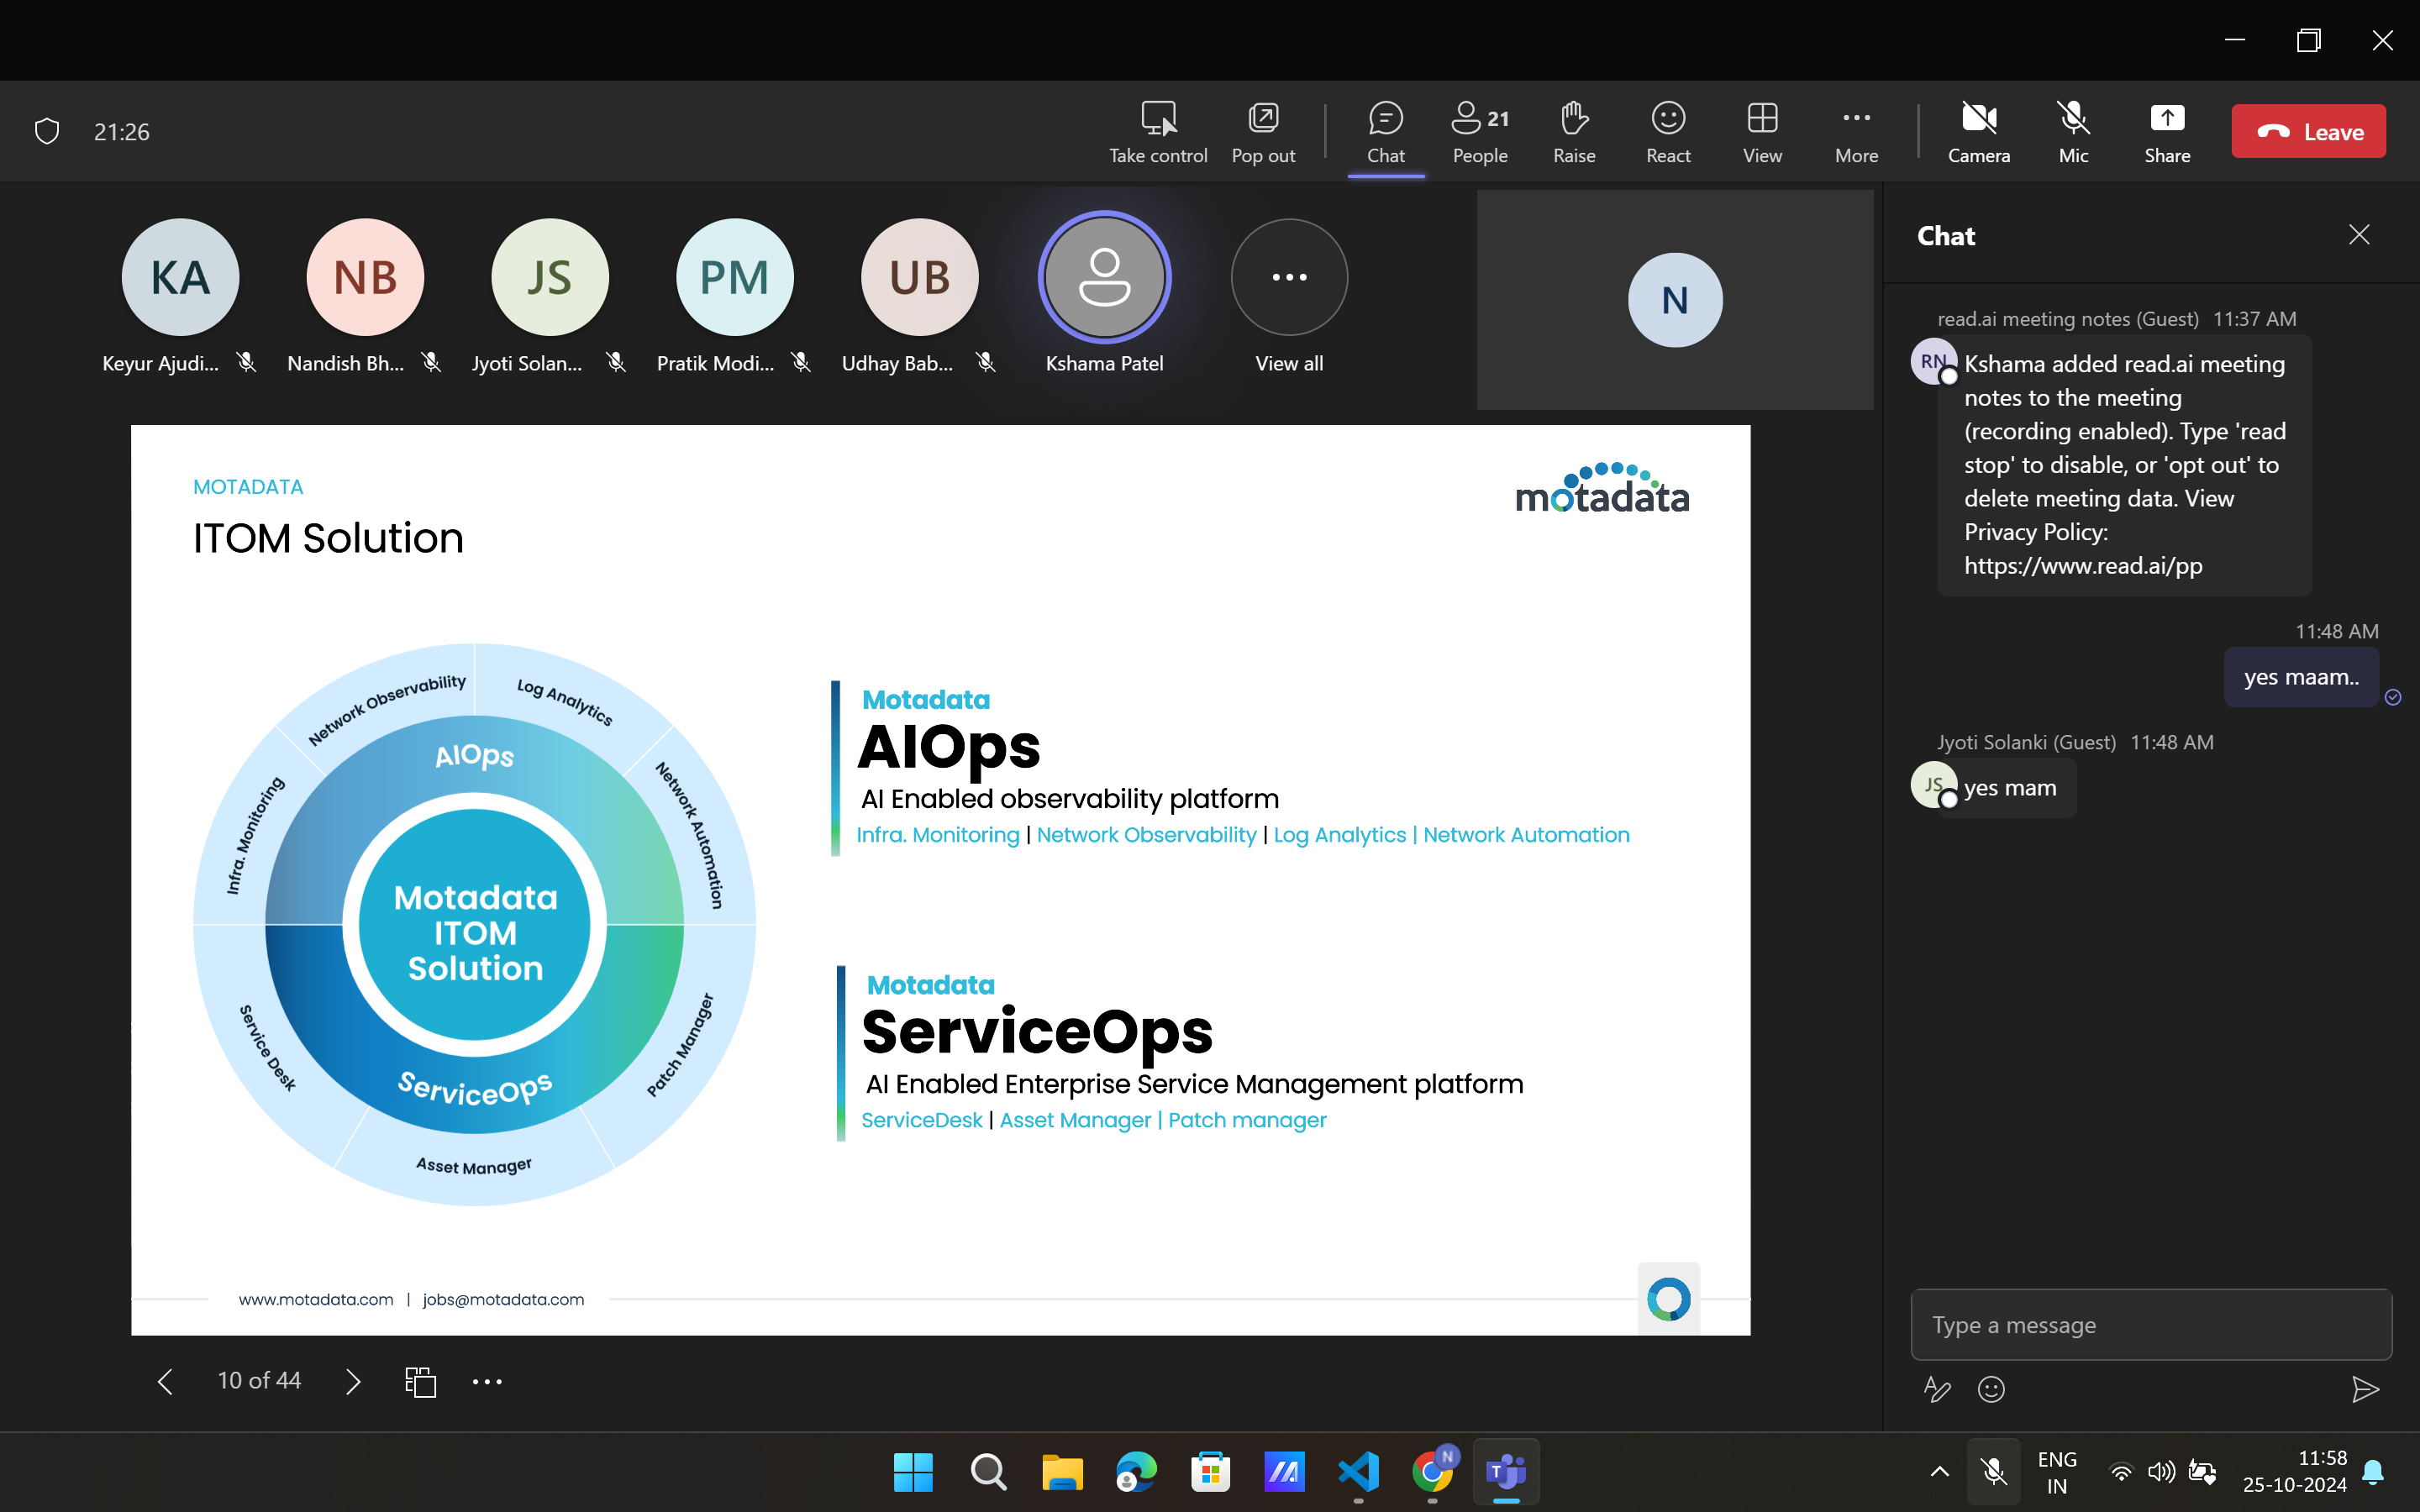 21:26
Take control
Pop out
Chat
21
People
Raise
React
View
More
Camera
Mic
Share
Leave
KA
NB
JS
PM
UB
Keyur Ajudi...
Nandish Bh...
Jyoti Solan...
Pratik Modi...
Udhay Bab...
Kshama Patel
View all
N
MOTADATA
ITOM Solution
motadata
Network Observability
Log Analytics
Infra. Monitoring
Network Automation
AIOps
Motadata
ITOM
Solution
ServiceOps
Service Desk
Asset Manager
Patch Manager
Motadata
AIOps
AI Enabled observability platform
Infra. Monitoring | Network Observability | Log Analytics | Network Automation
Motadata
ServiceOps
AI Enabled Enterprise Service Management platform
ServiceDesk | Asset Manager | Patch manager
www.motadata.com | jobs@motadata.com
10 of 44
Chat
read.ai meeting notes (Guest) 11:37 AM
RN
Kshama added read.ai meeting
notes to the meeting
(recording enabled). Type 'read
stop' to disable, or 'opt out' to
delete meeting data. View
Privacy Policy:
https://www.read.ai/pp
11:48 AM
yes maam..
Jyoti Solanki (Guest) 11:48 AM
JS
yes mam
Type a message
N
T
ENG
IN
11:58
25-10-2024